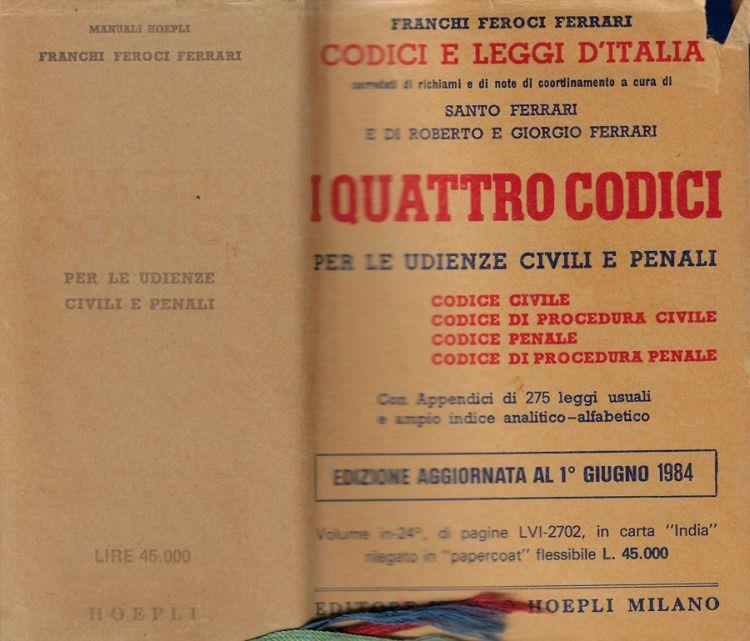 MANUALI HOEPLI
FRANCHI FEROCI FERRARI
I
QUATTRO
CODICI
PER LE UDIENZE
CIVILI E PENALI
LIRE 45.000
HOEPLI
FRANCHI FEROCI FERRARI
CODICI E LEGGI D'ITALIA
corredati di richiami e di note di coordinamento a cura di
SANTO FERRARI
E DI ROBERTO E GIORGIO FERRARI
I QUATTRO CODICI
PER LE UDIENZE CIVILI E PENALI
CODICE CIVILE
CODICE DI PROCEDURA CIVILE
CODICE PENALE
CODICE DI PROCEDURA PENALE
Con Appendici di 275 leggi usuali
e ampio indice analitico-alfabetico
EDIZIONE AGGIORNATA AL 1° GIUGNO 1984
Volume in-24°, di pagine LVI-2702, in carta "India"
rilegato in "papercoat" flessibile L. 45.000
EDITORE HOEPLI MILANO